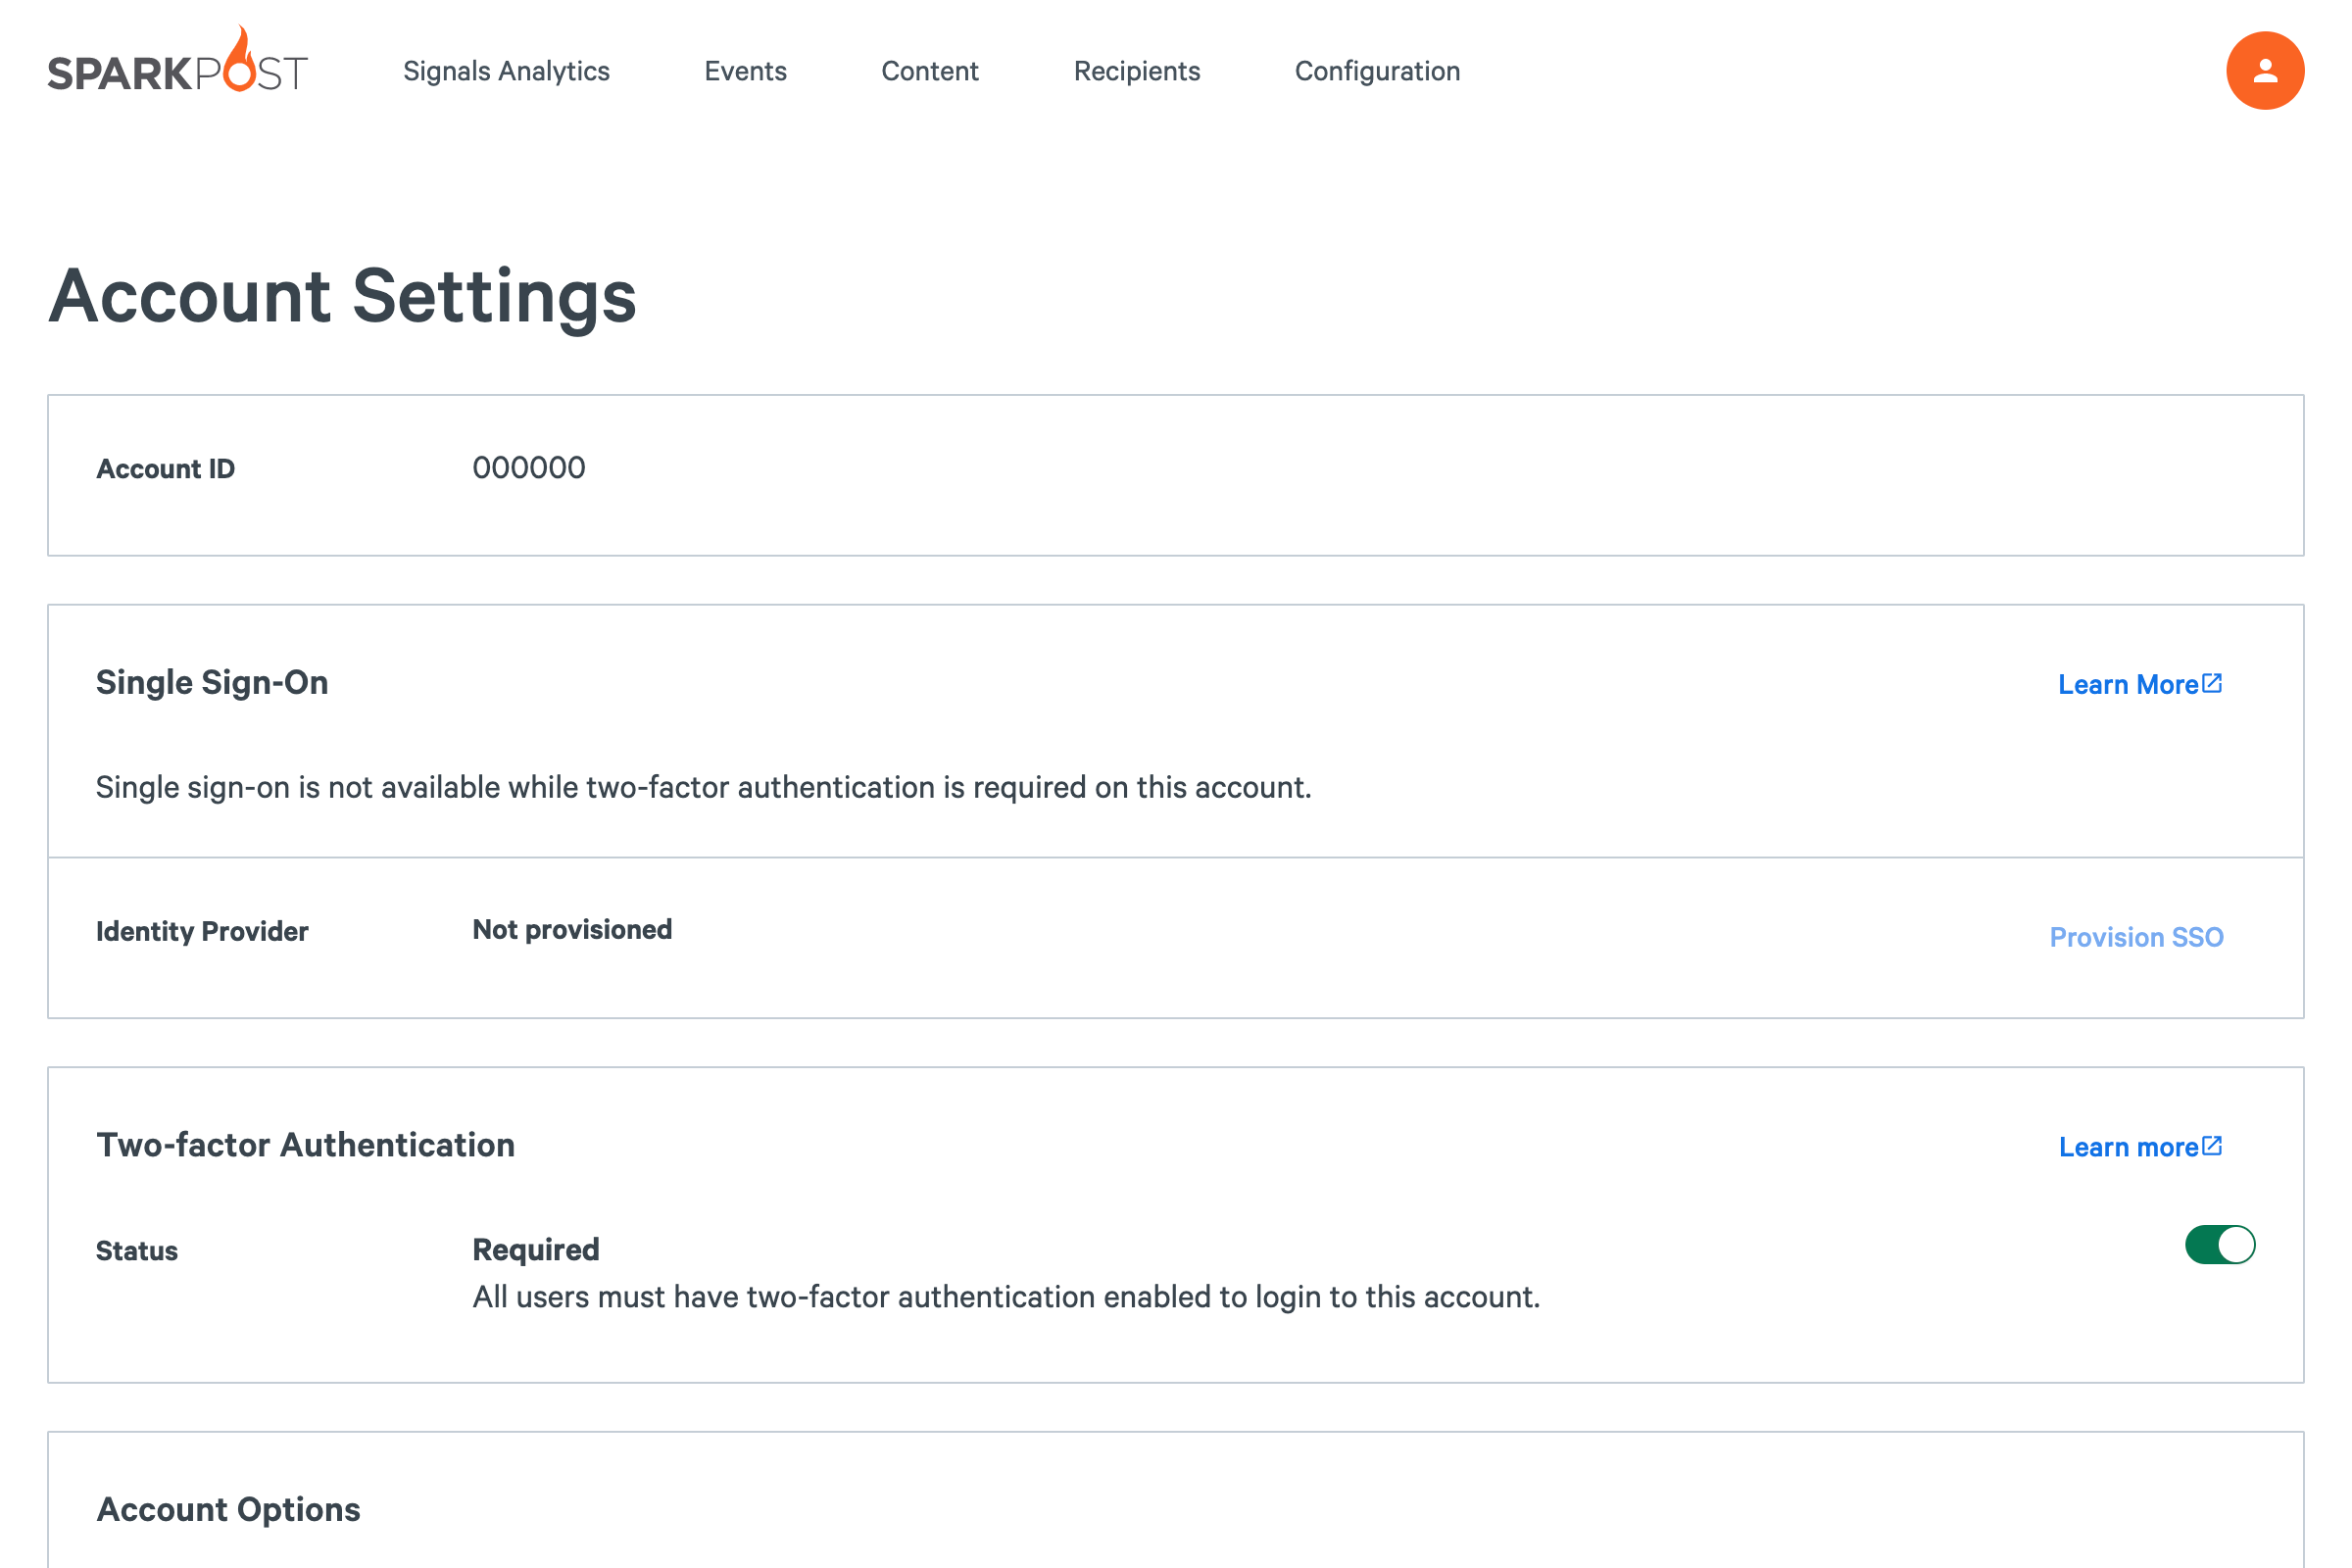 SPARKPOST
Signals Analytics
Events
Content
Recipients
Configuration
Account Settings
Account ID
000000
Single Sign-On
Learn More
Single sign-on is not available while two-factor authentication is required on this account.
Identity Provider
Not provisioned
Provision SSO
Two-factor Authentication
Learn more
Status
Required
All users must have two-factor authentication enabled to login to this account.
Account Options